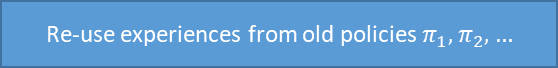 Re-use experiences from old policies π₁, π₂, ...